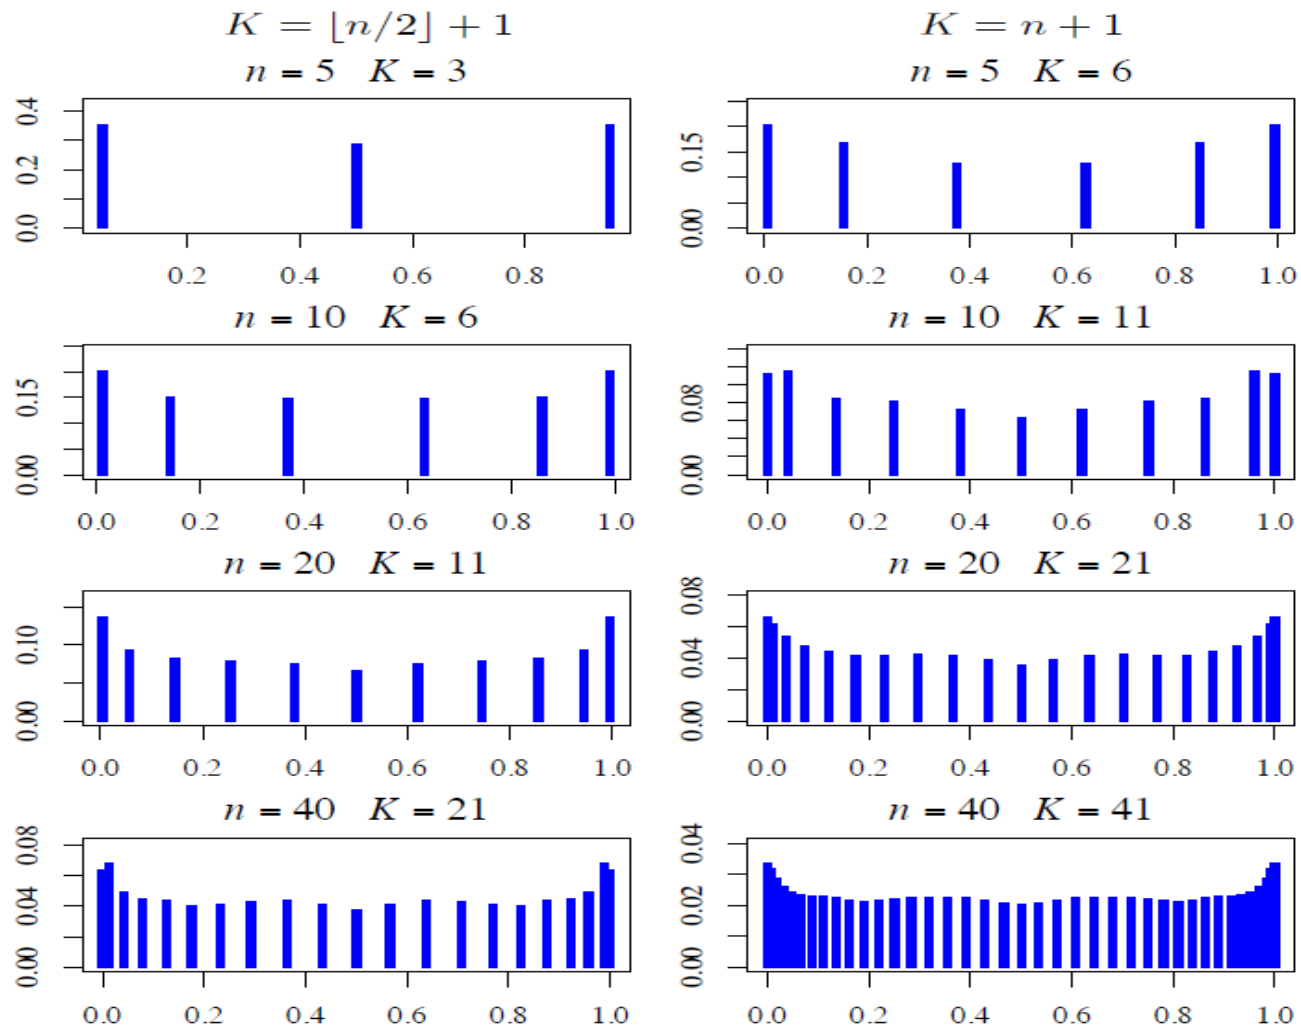 K = ⌊n/2⌋ + 1
K = n + 1
n = 5 K = 3
n = 5 K = 6
0.4
0.2
0.0
0.2 0.4 0.6 0.8
0.15
0.00
0.0 0.2 0.4 0.6 0.8 1.0
n = 10 K = 6
n = 10 K = 11
0.15
0.00
0.0 0.2 0.4 0.6 0.8 1.0
0.08
0.00
0.0 0.2 0.4 0.6 0.8 1.0
n = 20 K = 11
n = 20 K = 21
0.10
0.00
0.0 0.2 0.4 0.6 0.8 1.0
0.08
0.04
0.00
0.0 0.2 0.4 0.6 0.8 1.0
n = 40 K = 21
n = 40 K = 41
0.08
0.04
0.00
0.0 0.2 0.4 0.6 0.8 1.0
0.04
0.02
0.00
0.0 0.2 0.4 0.6 0.8 1.0